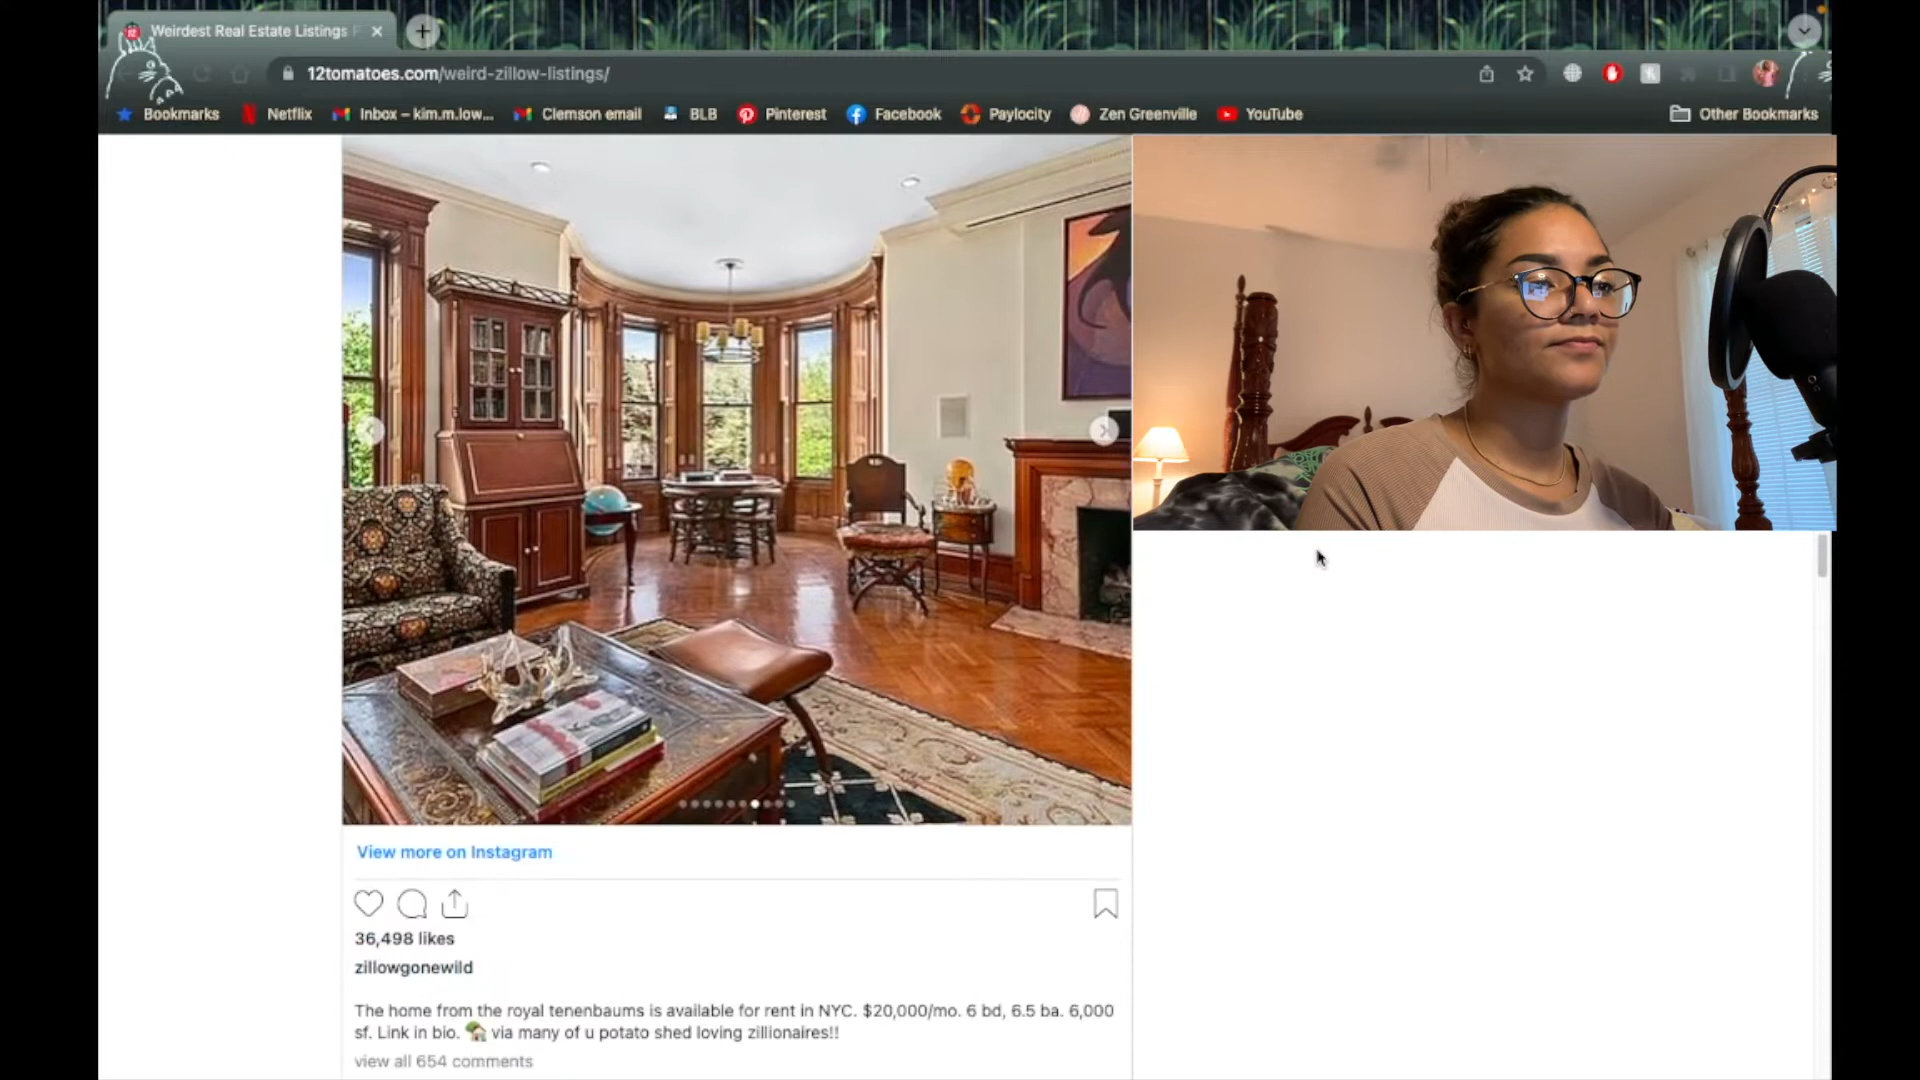 Weirdest Real Estate Listings
12tomatoes.com/weird-zillow-listings/
Bookmarks Netflix Inbox – kim.m.low... Clemson email BLB Pinterest Facebook Paylocity Zen Greenville YouTube Other Bookmarks
View more on Instagram
36,498 likes
zillowgonewild
The home from the royal tenenbaums is available for rent in NYC. $20,000/mo. 6 bd, 6.5 ba. 6,000
sf. Link in bio. 🏡 via many of u potato shed loving zillionaires!!
view all 654 comments